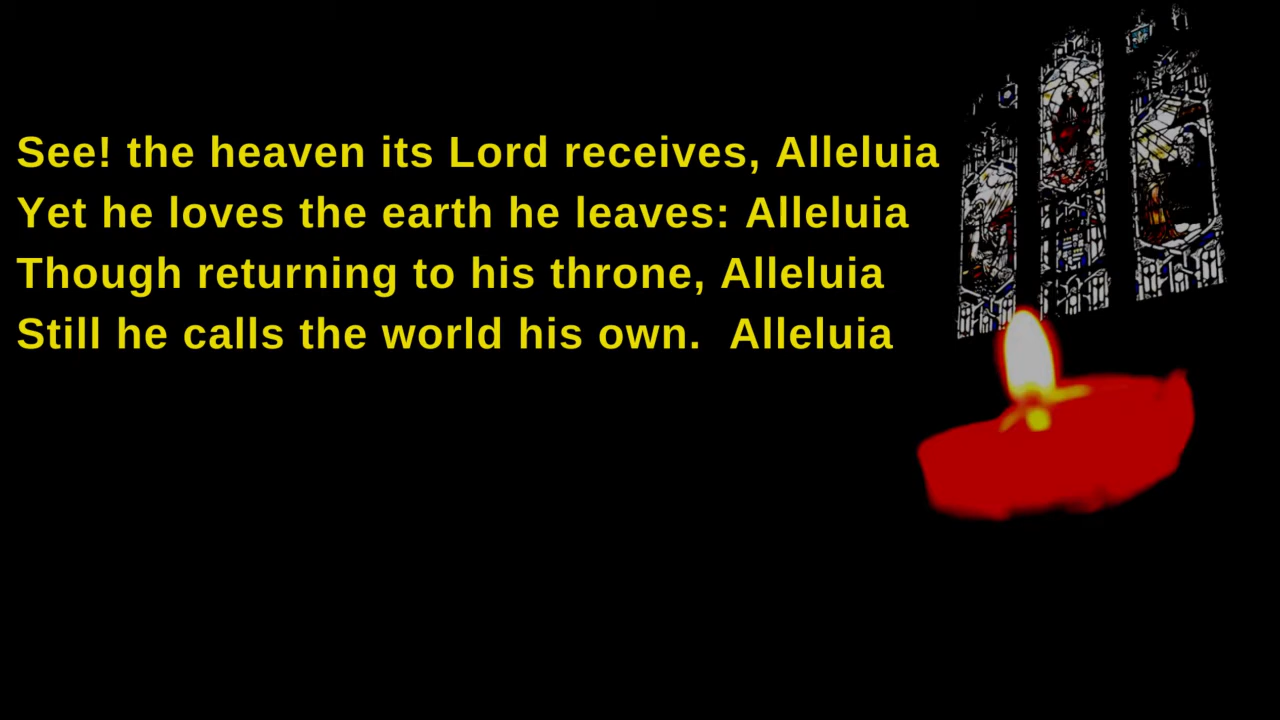 See! the heaven its Lord receives, Alleluia
Yet he loves the earth he leaves: Alleluia
Though returning to his throne, Alleluia
Still he calls the world his own.  Alleluia